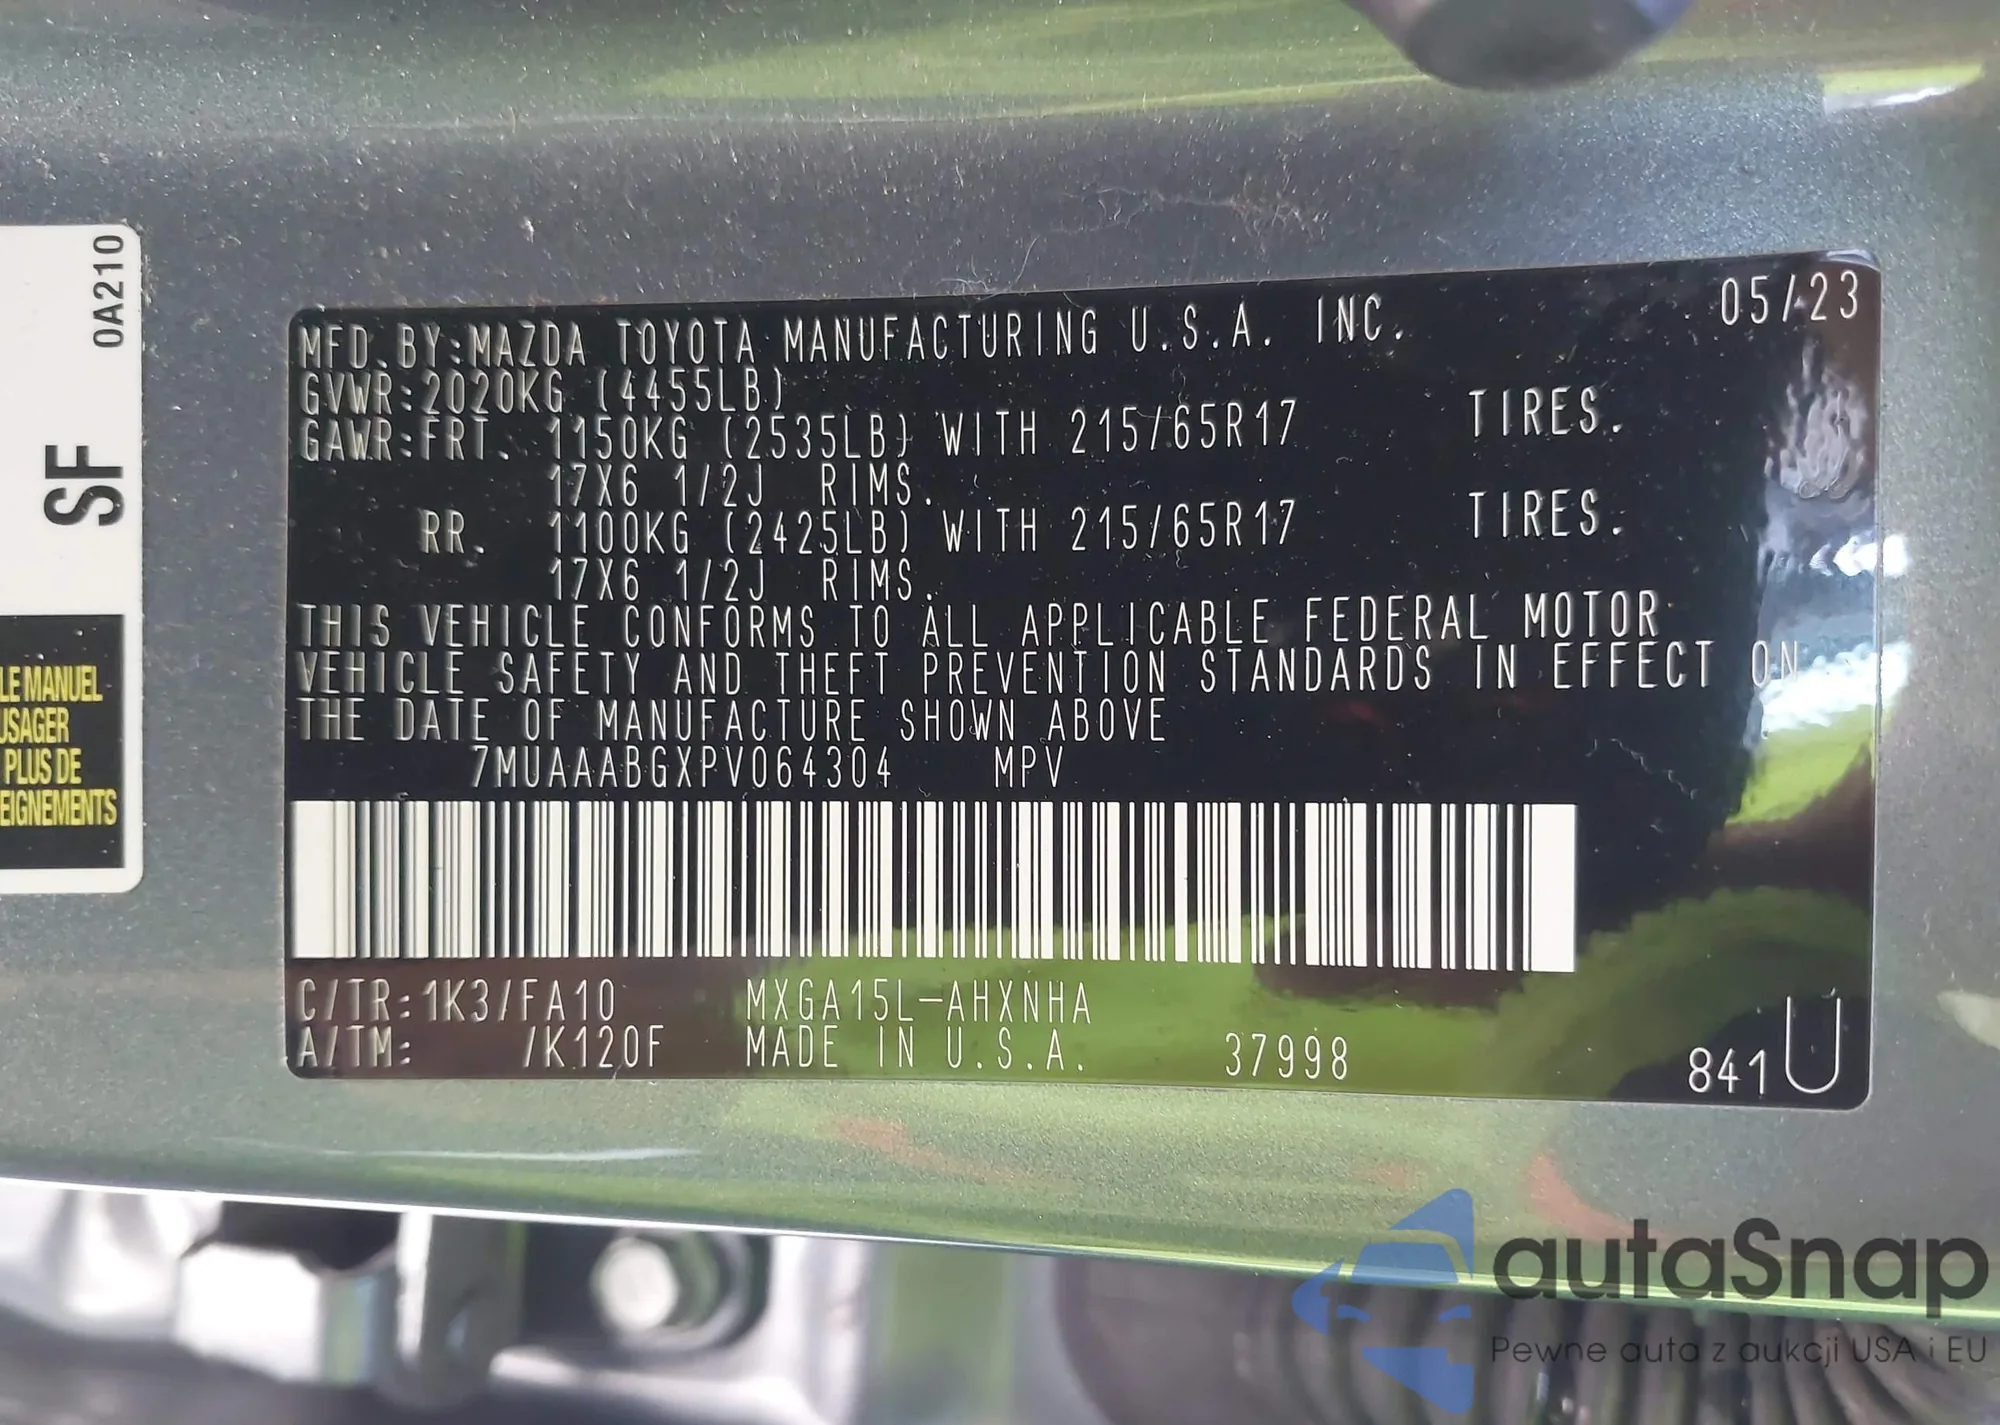 0A210
SF
LE MANUEL
USAGER
PLUS DE
EIGNEMENTS
05/23
MFD.BY:MAZDA TOYOTA MANUFACTURING U.S.A. INC.
GVWR:2020KG (4455LB)
GAWR:FRT. 1150KG (2535LB) WITH 215/65R17 TIRES.
17X6 1/2J RIMS.
RR. 1100KG (2425LB) WITH 215/65R17 TIRES.
17X6 1/2J RIMS.
THIS VEHICLE CONFORMS TO ALL APPLICABLE FEDERAL MOTOR
VEHICLE SAFETY AND THEFT PREVENTION STANDARDS IN EFFECT ON
THE DATE OF MANUFACTURE SHOWN ABOVE
7MUAAABGXPV064304 MPV
C/TR:1K3/FA10 MXGA15L-AHXNHA
A/TM: /K120F MADE IN U.S.A. 37998 841U
autaSnap
Pewne auta z aukcji USA i EU